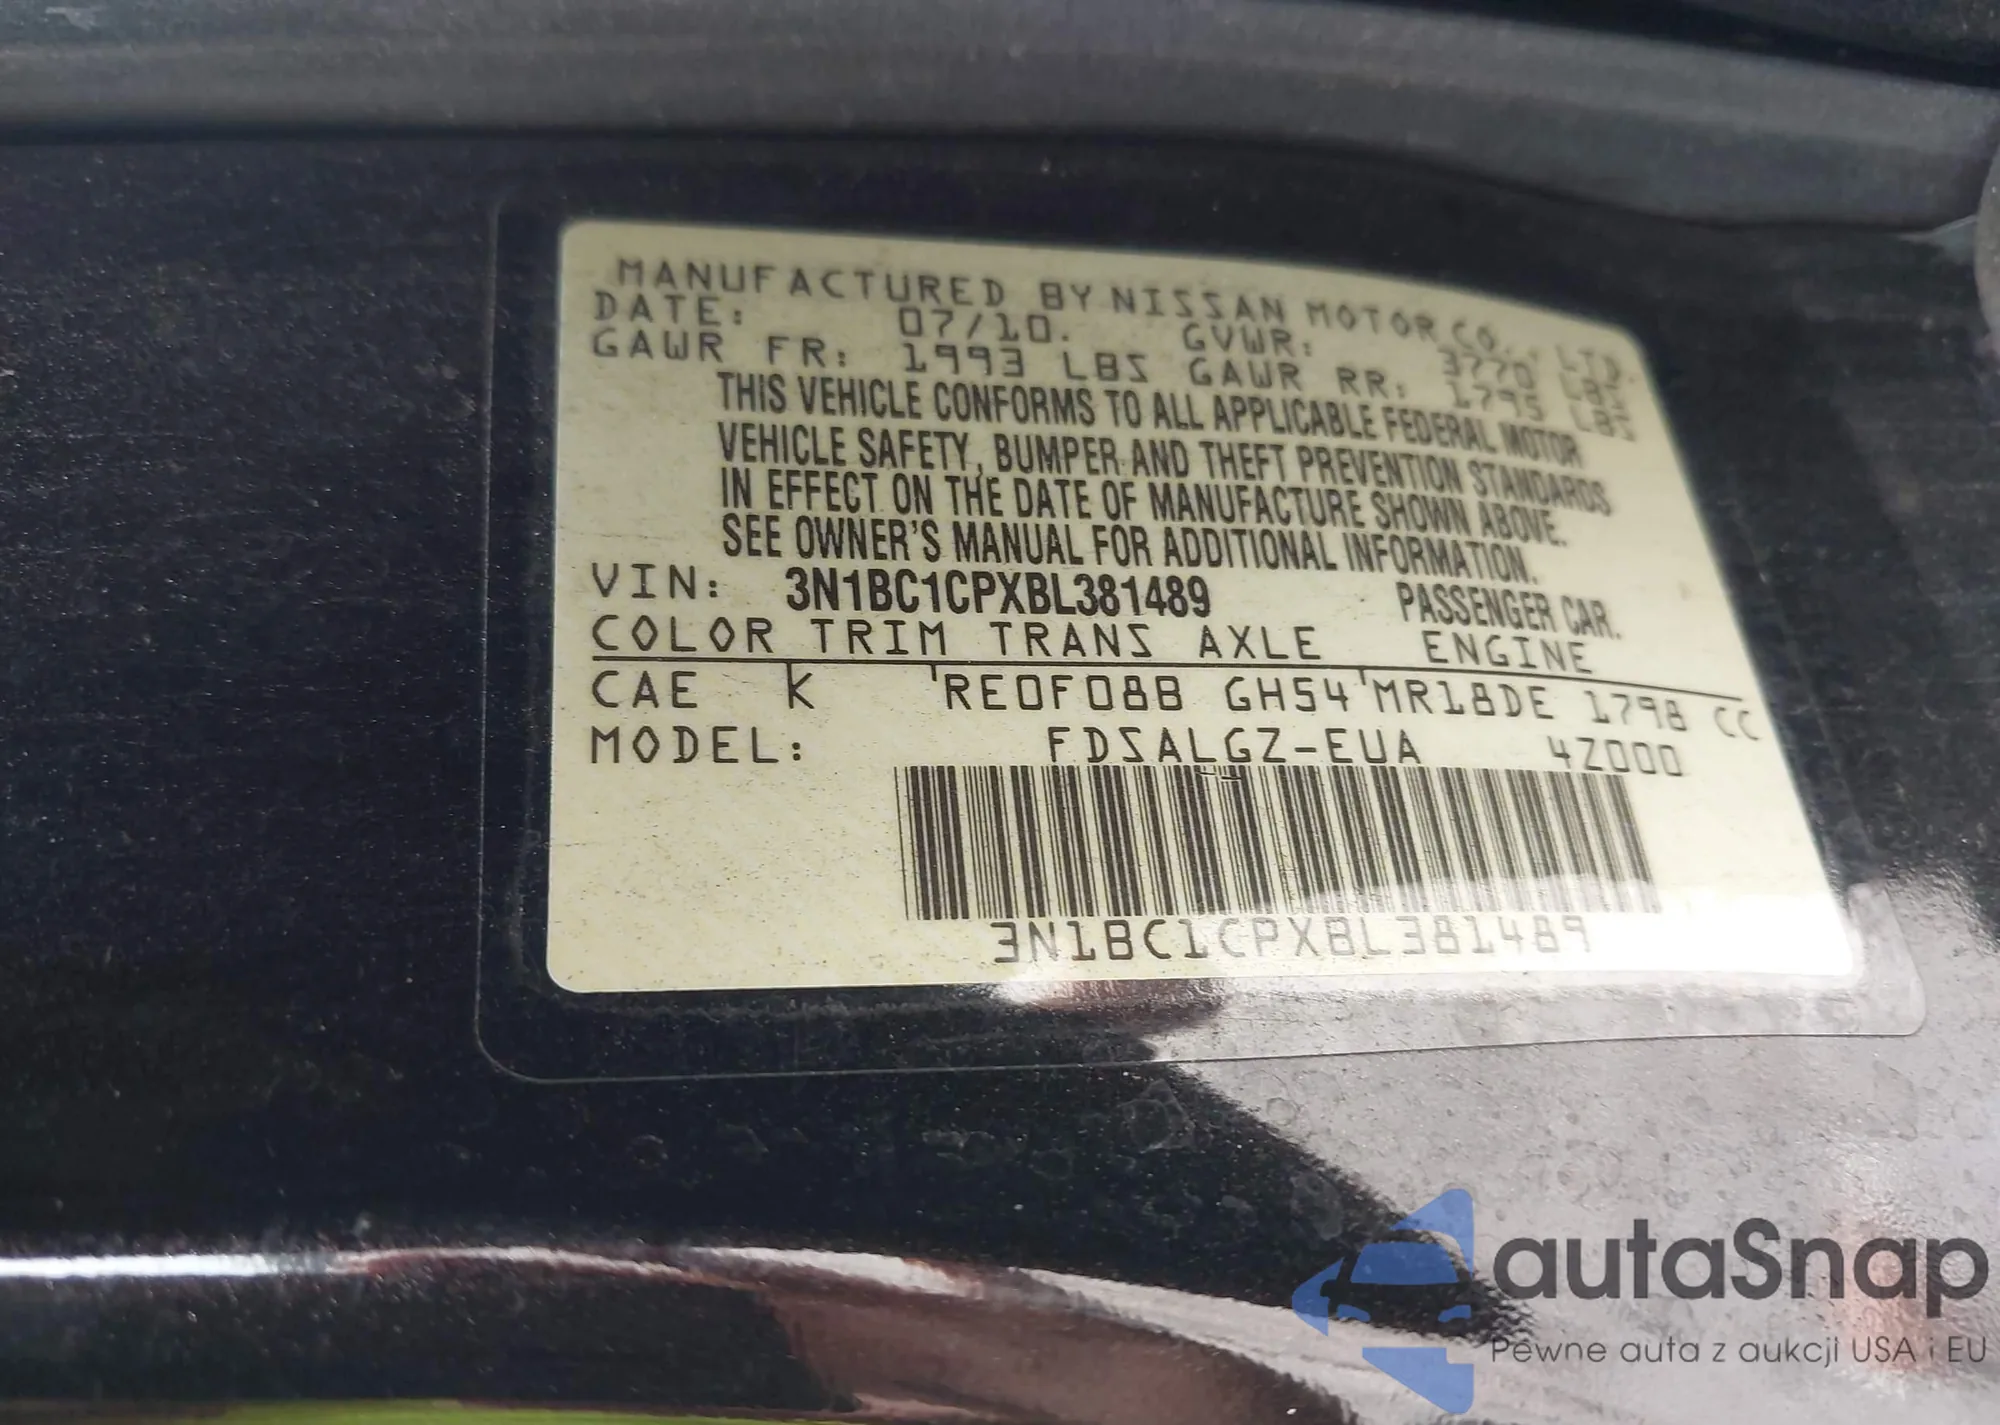 MANUFACTURED BY NISSAN MOTOR CO., LTD.
DATE: 07/10. GVWR: 3770 LBS
GAWR FR: 1993 LBS GAWR RR: 1795 LBS
THIS VEHICLE CONFORMS TO ALL APPLICABLE FEDERAL MOTOR
VEHICLE SAFETY, BUMPER AND THEFT PREVENTION STANDARDS
IN EFFECT ON THE DATE OF MANUFACTURE SHOWN ABOVE.
SEE OWNER'S MANUAL FOR ADDITIONAL INFORMATION.
VIN: 3N1BC1CPXBL381489 PASSENGER CAR.
COLOR TRIM TRANS AXLE ENGINE
CAE K RE0F08B GH54 MR18DE 1798 CC
MODEL: FDSALGZ-EUA 4Z000
3N1BC1CPXBL381489
autaSnap
Pewne auta z aukcji USA i EU